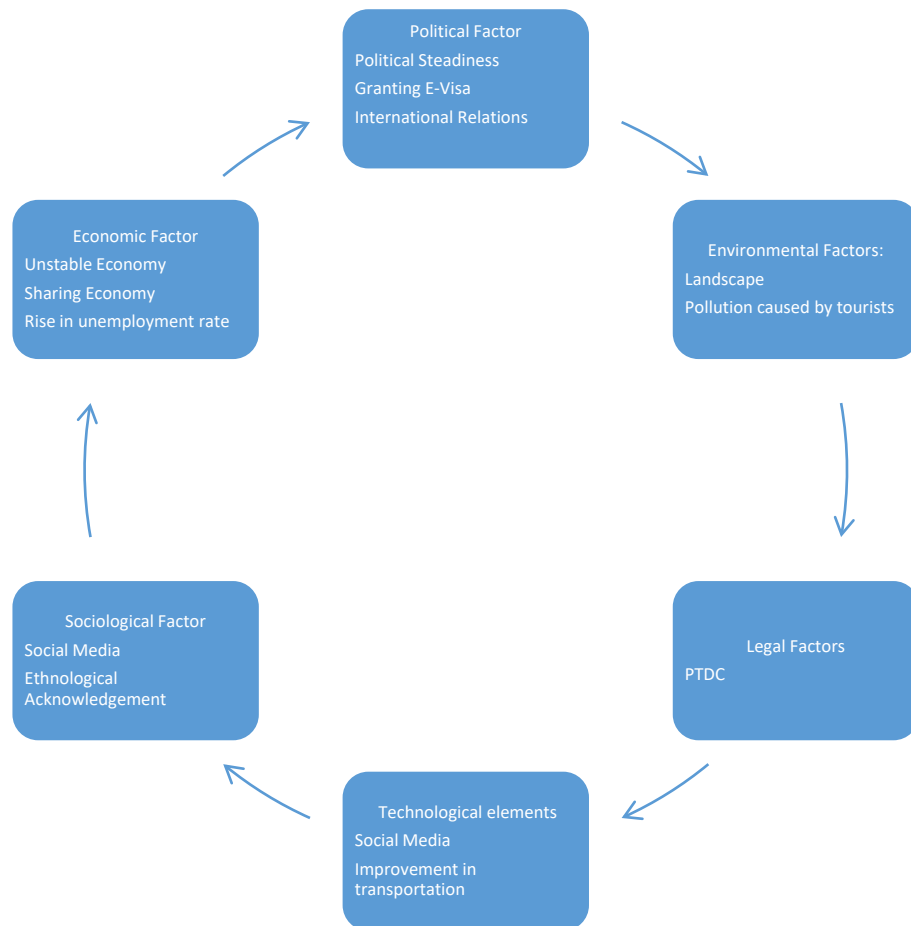 Political Factor
Political Steadiness
Granting E-Visa
International Relations
Environmental Factors:
Landscape
Pollution caused by tourists
Legal Factors
PTDC
Technological elements
Social Media
Improvement in
transportation
Sociological Factor
Social Media
Ethnological
Acknowledgement
Economic Factor
Unstable Economy
Sharing Economy
Rise in unemployment rate